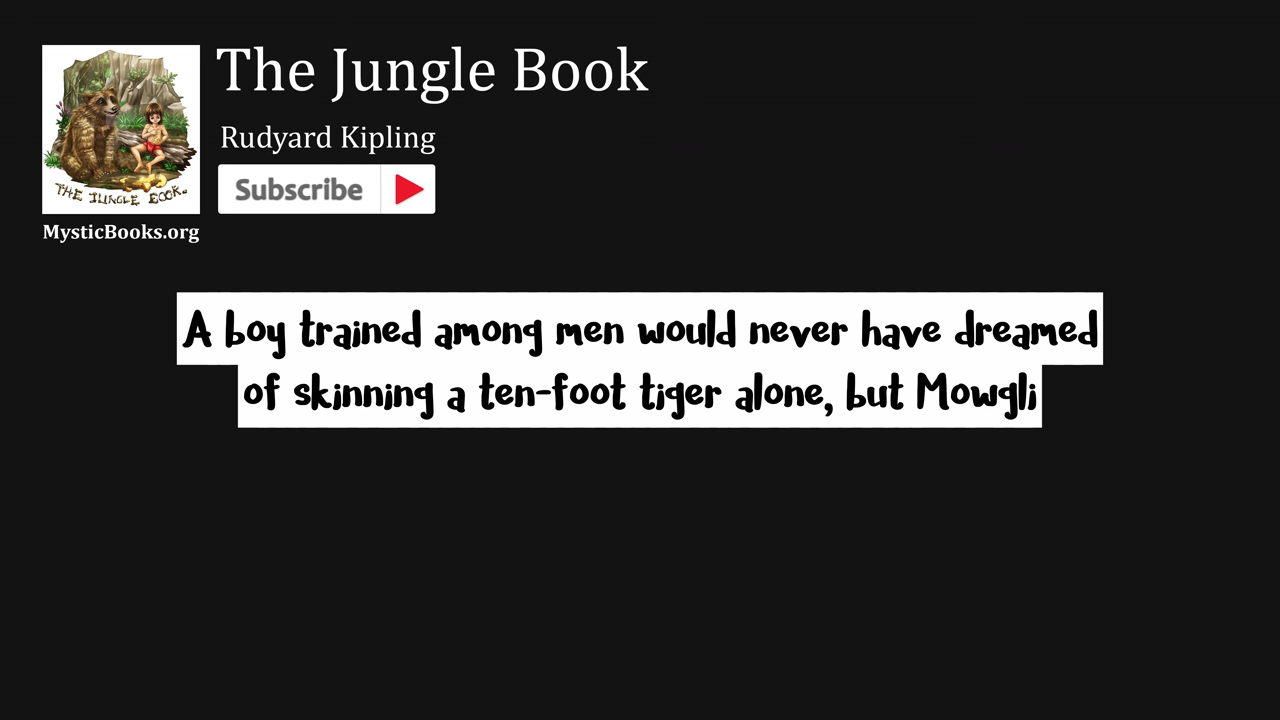 The Jungle Book
Rudyard Kipling
Subscribe
THE JUNGLE BOOK.
MysticBooks.org
A boy trained among men would never have dreamed
of skinning a ten-foot tiger alone, but Mowgli